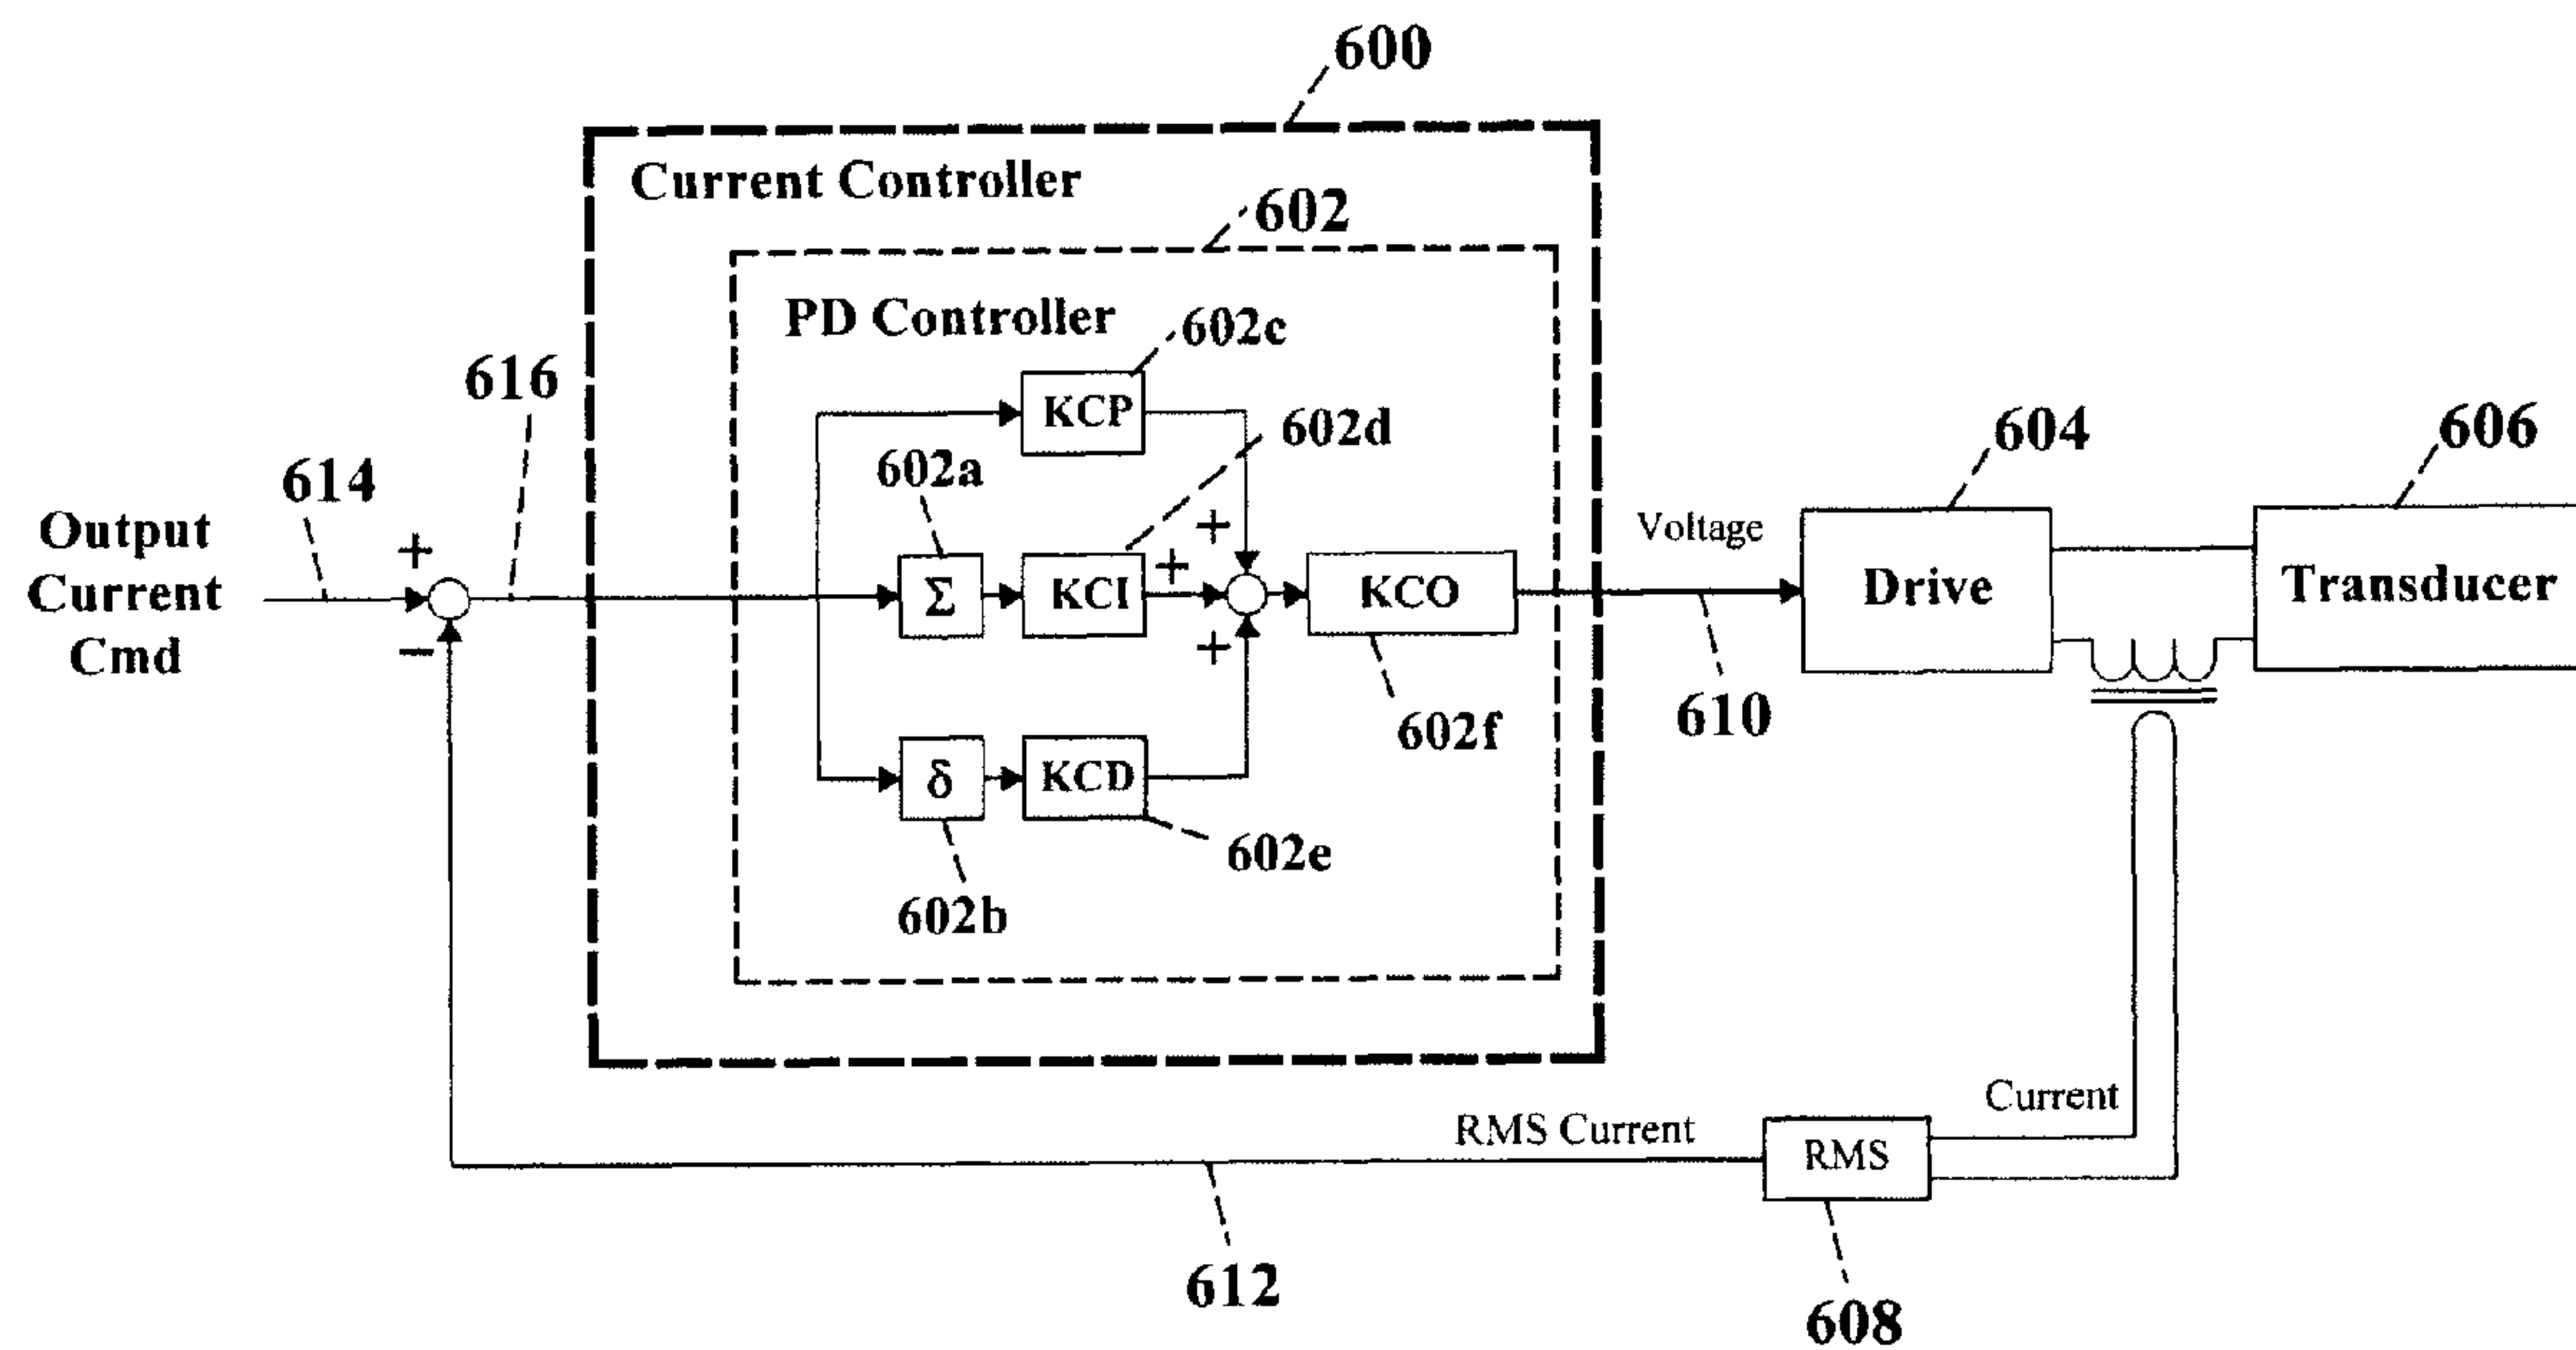 600
Current Controller
602
PD Controller
602c
KCP
616
602d
604
606
602a
614
Output
Current
Cmd
+
−
Σ
KCI
+
+
+
KCO
Voltage
Drive
Transducer
610
602f
δ
KCD
602e
602b
Current
RMS Current
RMS
612
608